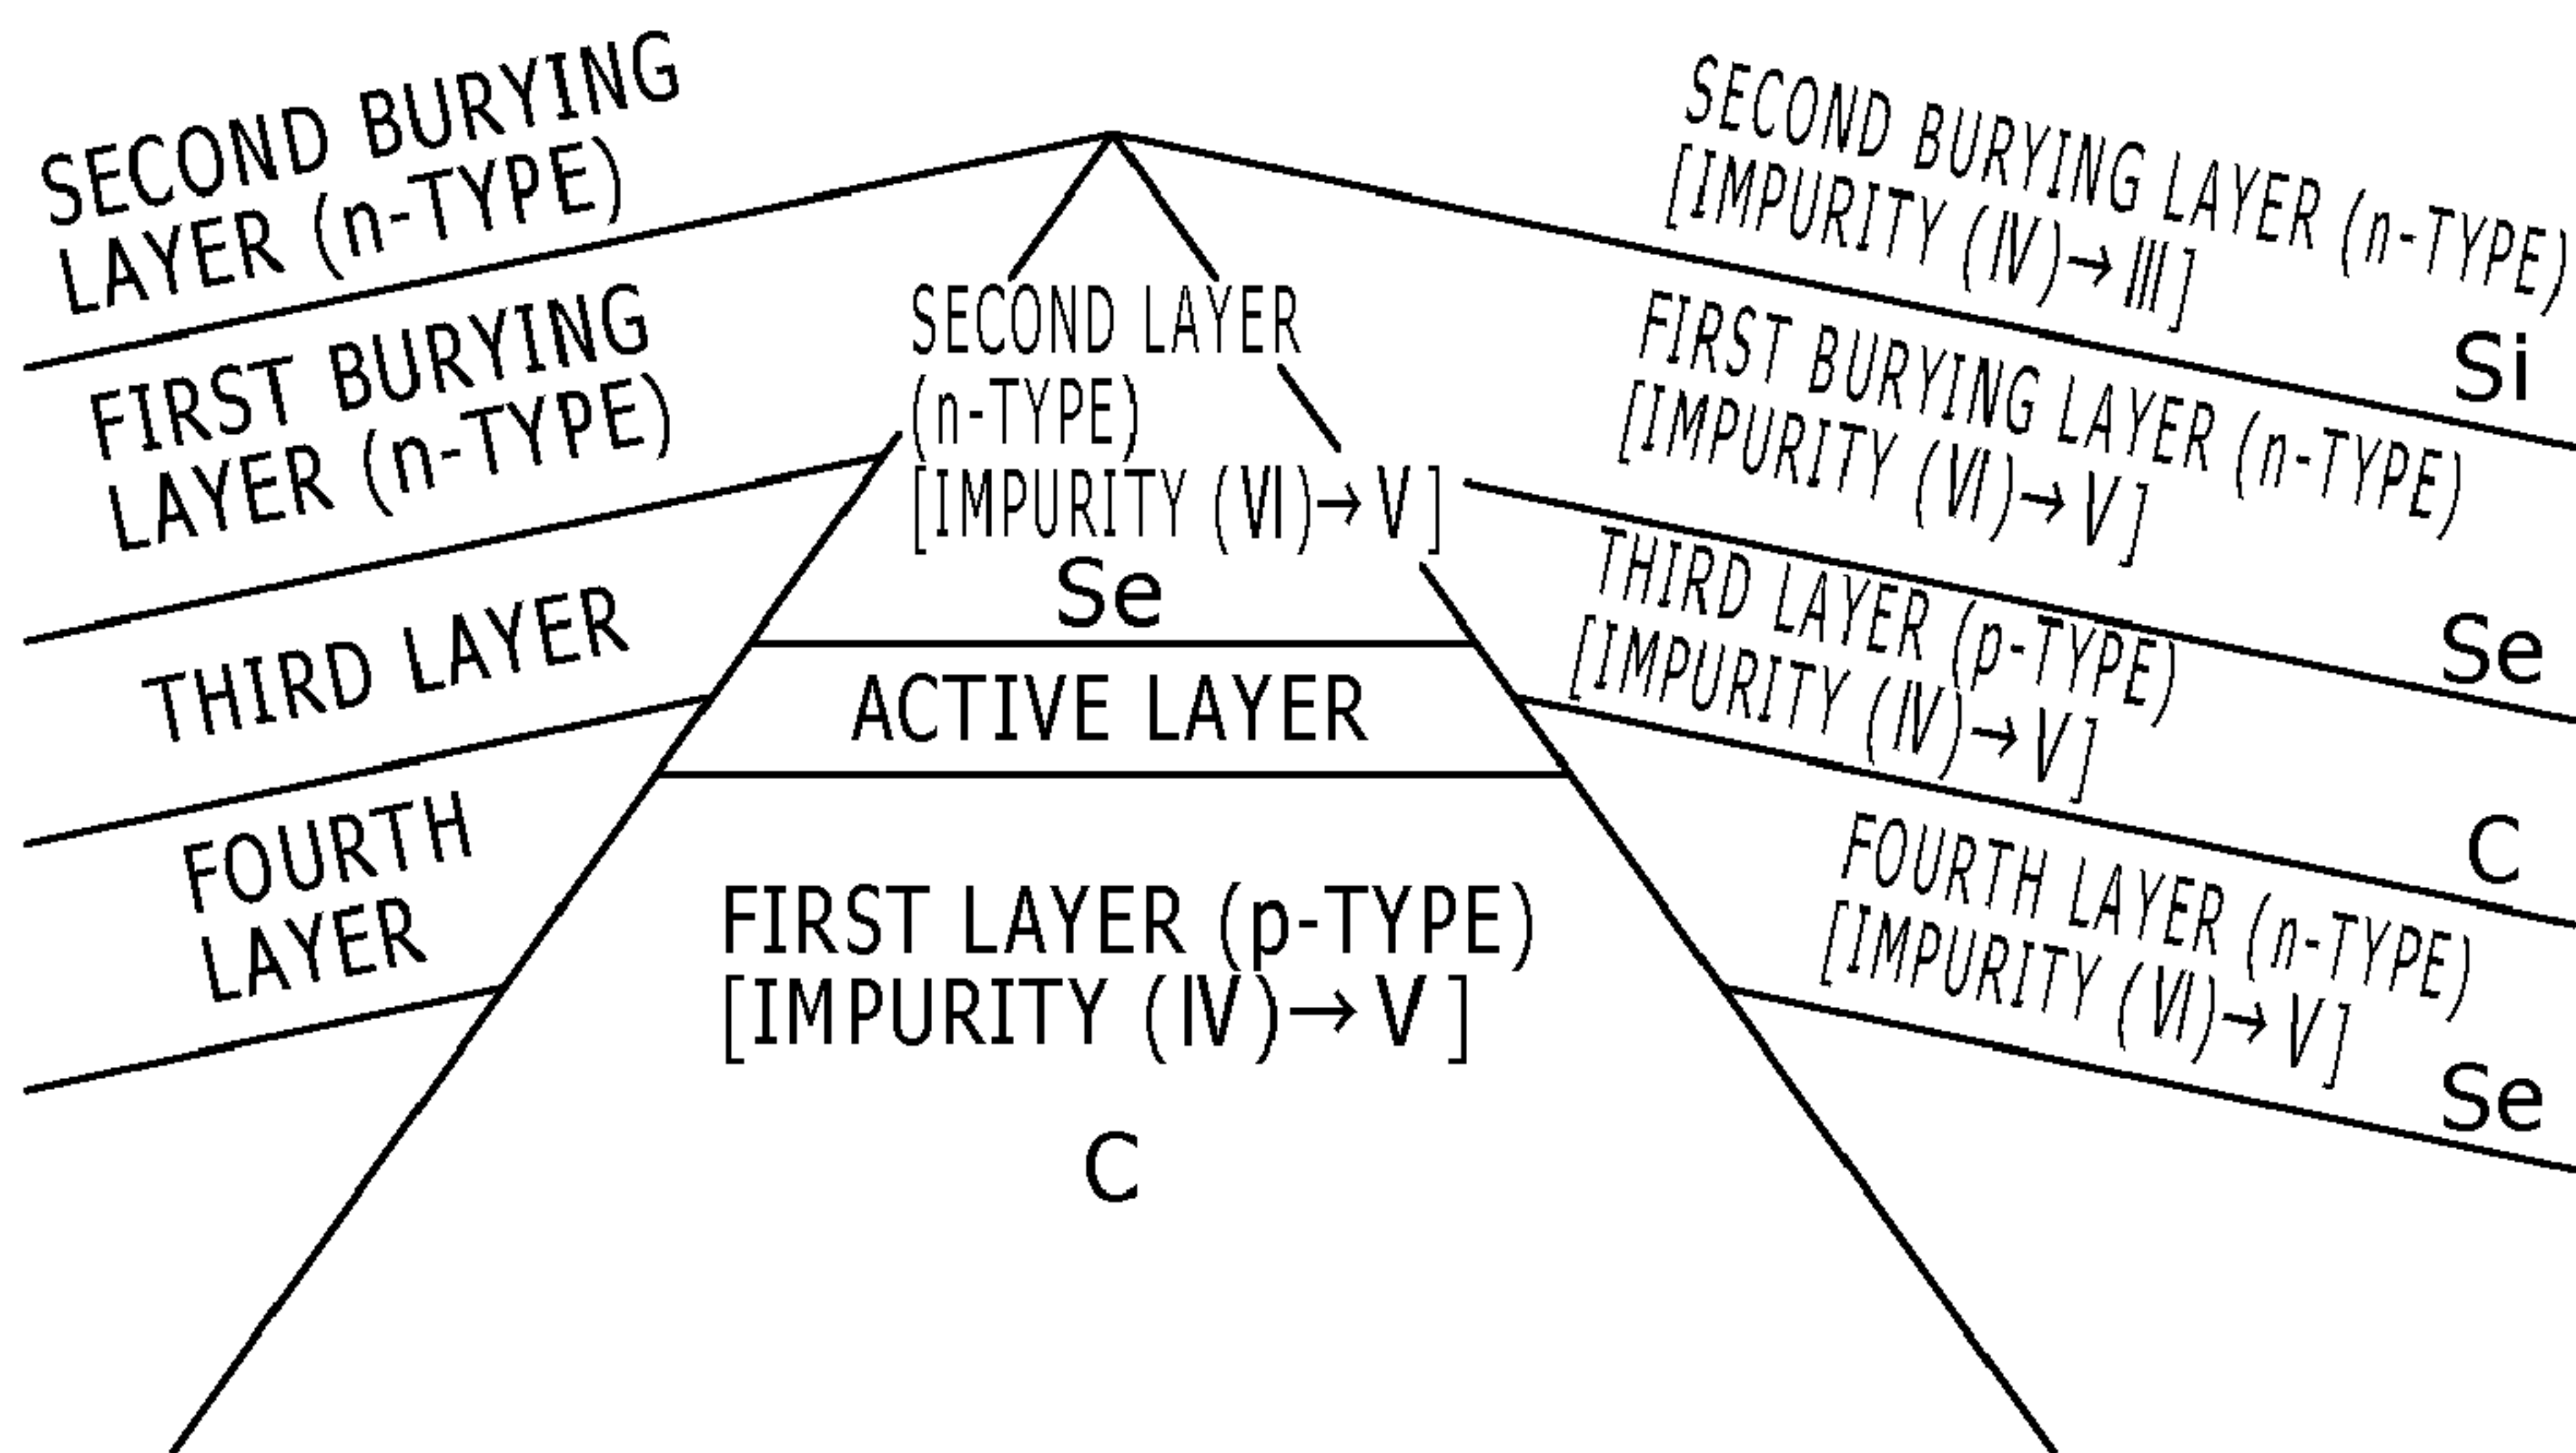 SECOND BURYING
LAYER (n-TYPE)
FIRST BURYING
LAYER (n-TYPE)
THIRD LAYER
FOURTH
LAYER
SECOND LAYER
(n-TYPE)
[IMPURITY (Ⅵ)→Ⅴ]
Se
ACTIVE LAYER
FIRST LAYER (p-TYPE)
[IMPURITY (Ⅳ)→Ⅴ]
C
SECOND BURYING LAYER (n-TYPE)
[IMPURITY (Ⅳ)→Ⅲ]
Si
FIRST BURYING LAYER (n-TYPE)
[IMPURITY (Ⅵ)→Ⅴ]
Se
THIRD LAYER (p-TYPE)
[IMPURITY (Ⅳ)→Ⅴ]
C
FOURTH LAYER (n-TYPE)
[IMPURITY (Ⅵ)→Ⅴ]
Se